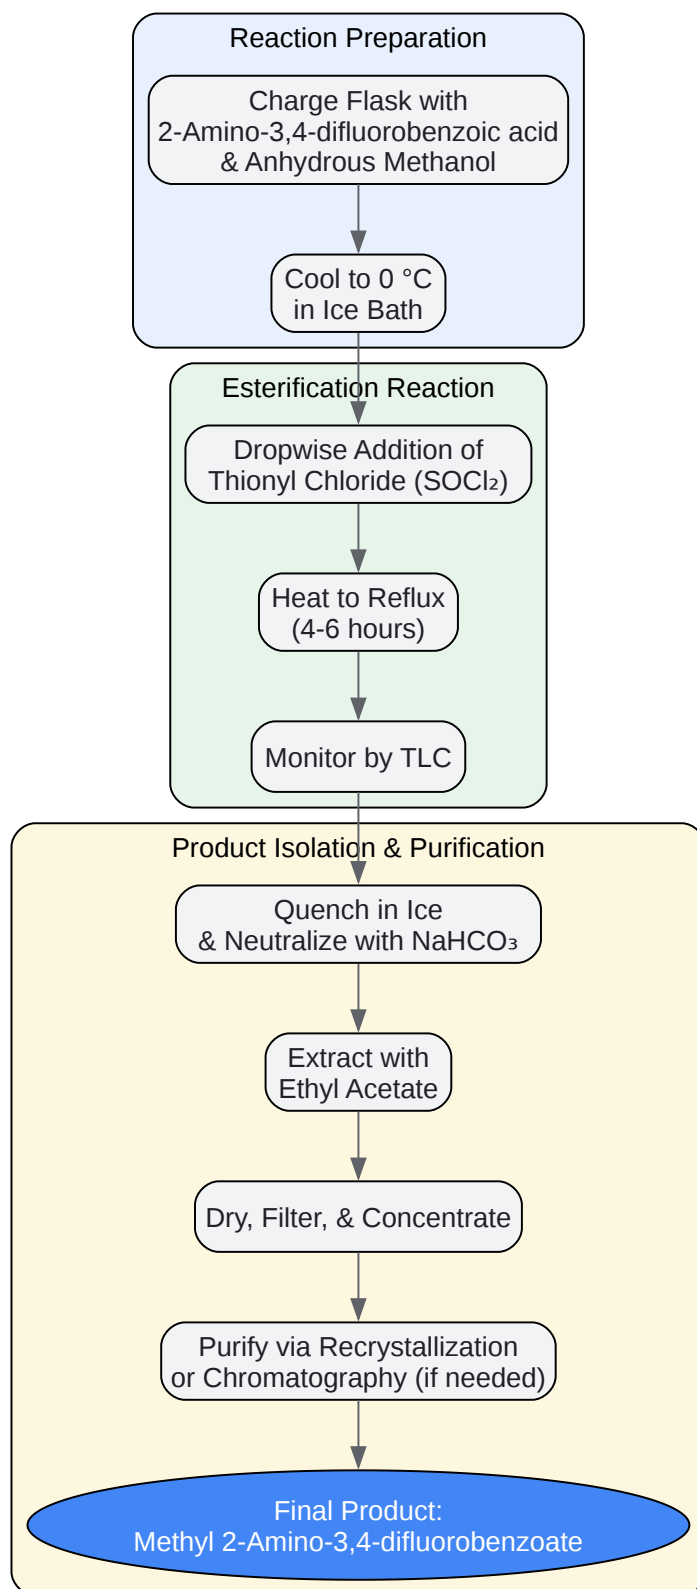 Reaction Preparation
Charge Flask with
2-Amino-3,4-difluorobenzoic acid
& Anhydrous Methanol
Cool to 0 °C
in Ice Bath
Esterification Reaction
Dropwise Addition of
Thionyl Chloride (SOCl₂)
Heat to Reflux
(4-6 hours)
Monitor by TLC
Product Isolation & Purification
Quench in Ice
& Neutralize with NaHCO₃
Extract with
Ethyl Acetate
Dry, Filter, & Concentrate
Purify via Recrystallization
or Chromatography (if needed)
Final Product:
Methyl 2-Amino-3,4-difluorobenzoate